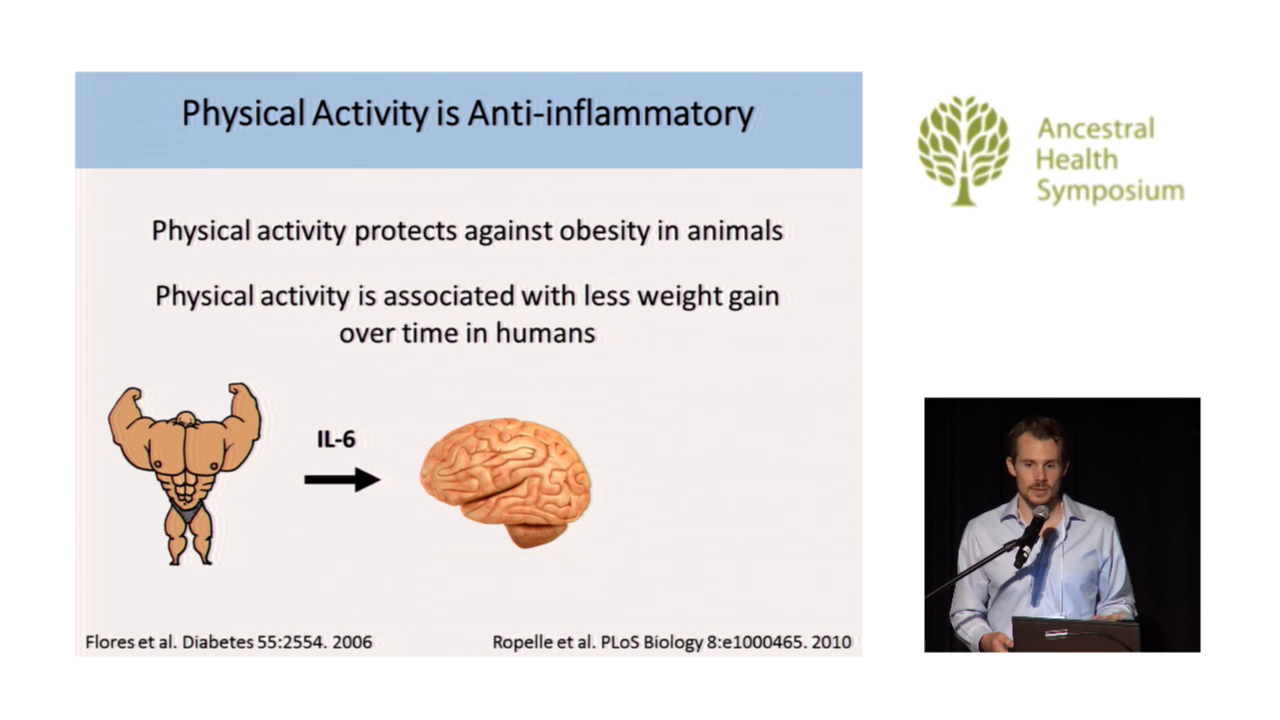 Physical Activity is Anti-inflammatory
Physical activity protects against obesity in animals
Physical activity is associated with less weight gain
over time in humans
IL-6
Flores et al. Diabetes 55:2554. 2006
Ropelle et al. PLoS Biology 8:e1000465. 2010
Ancestral
Health
Symposium